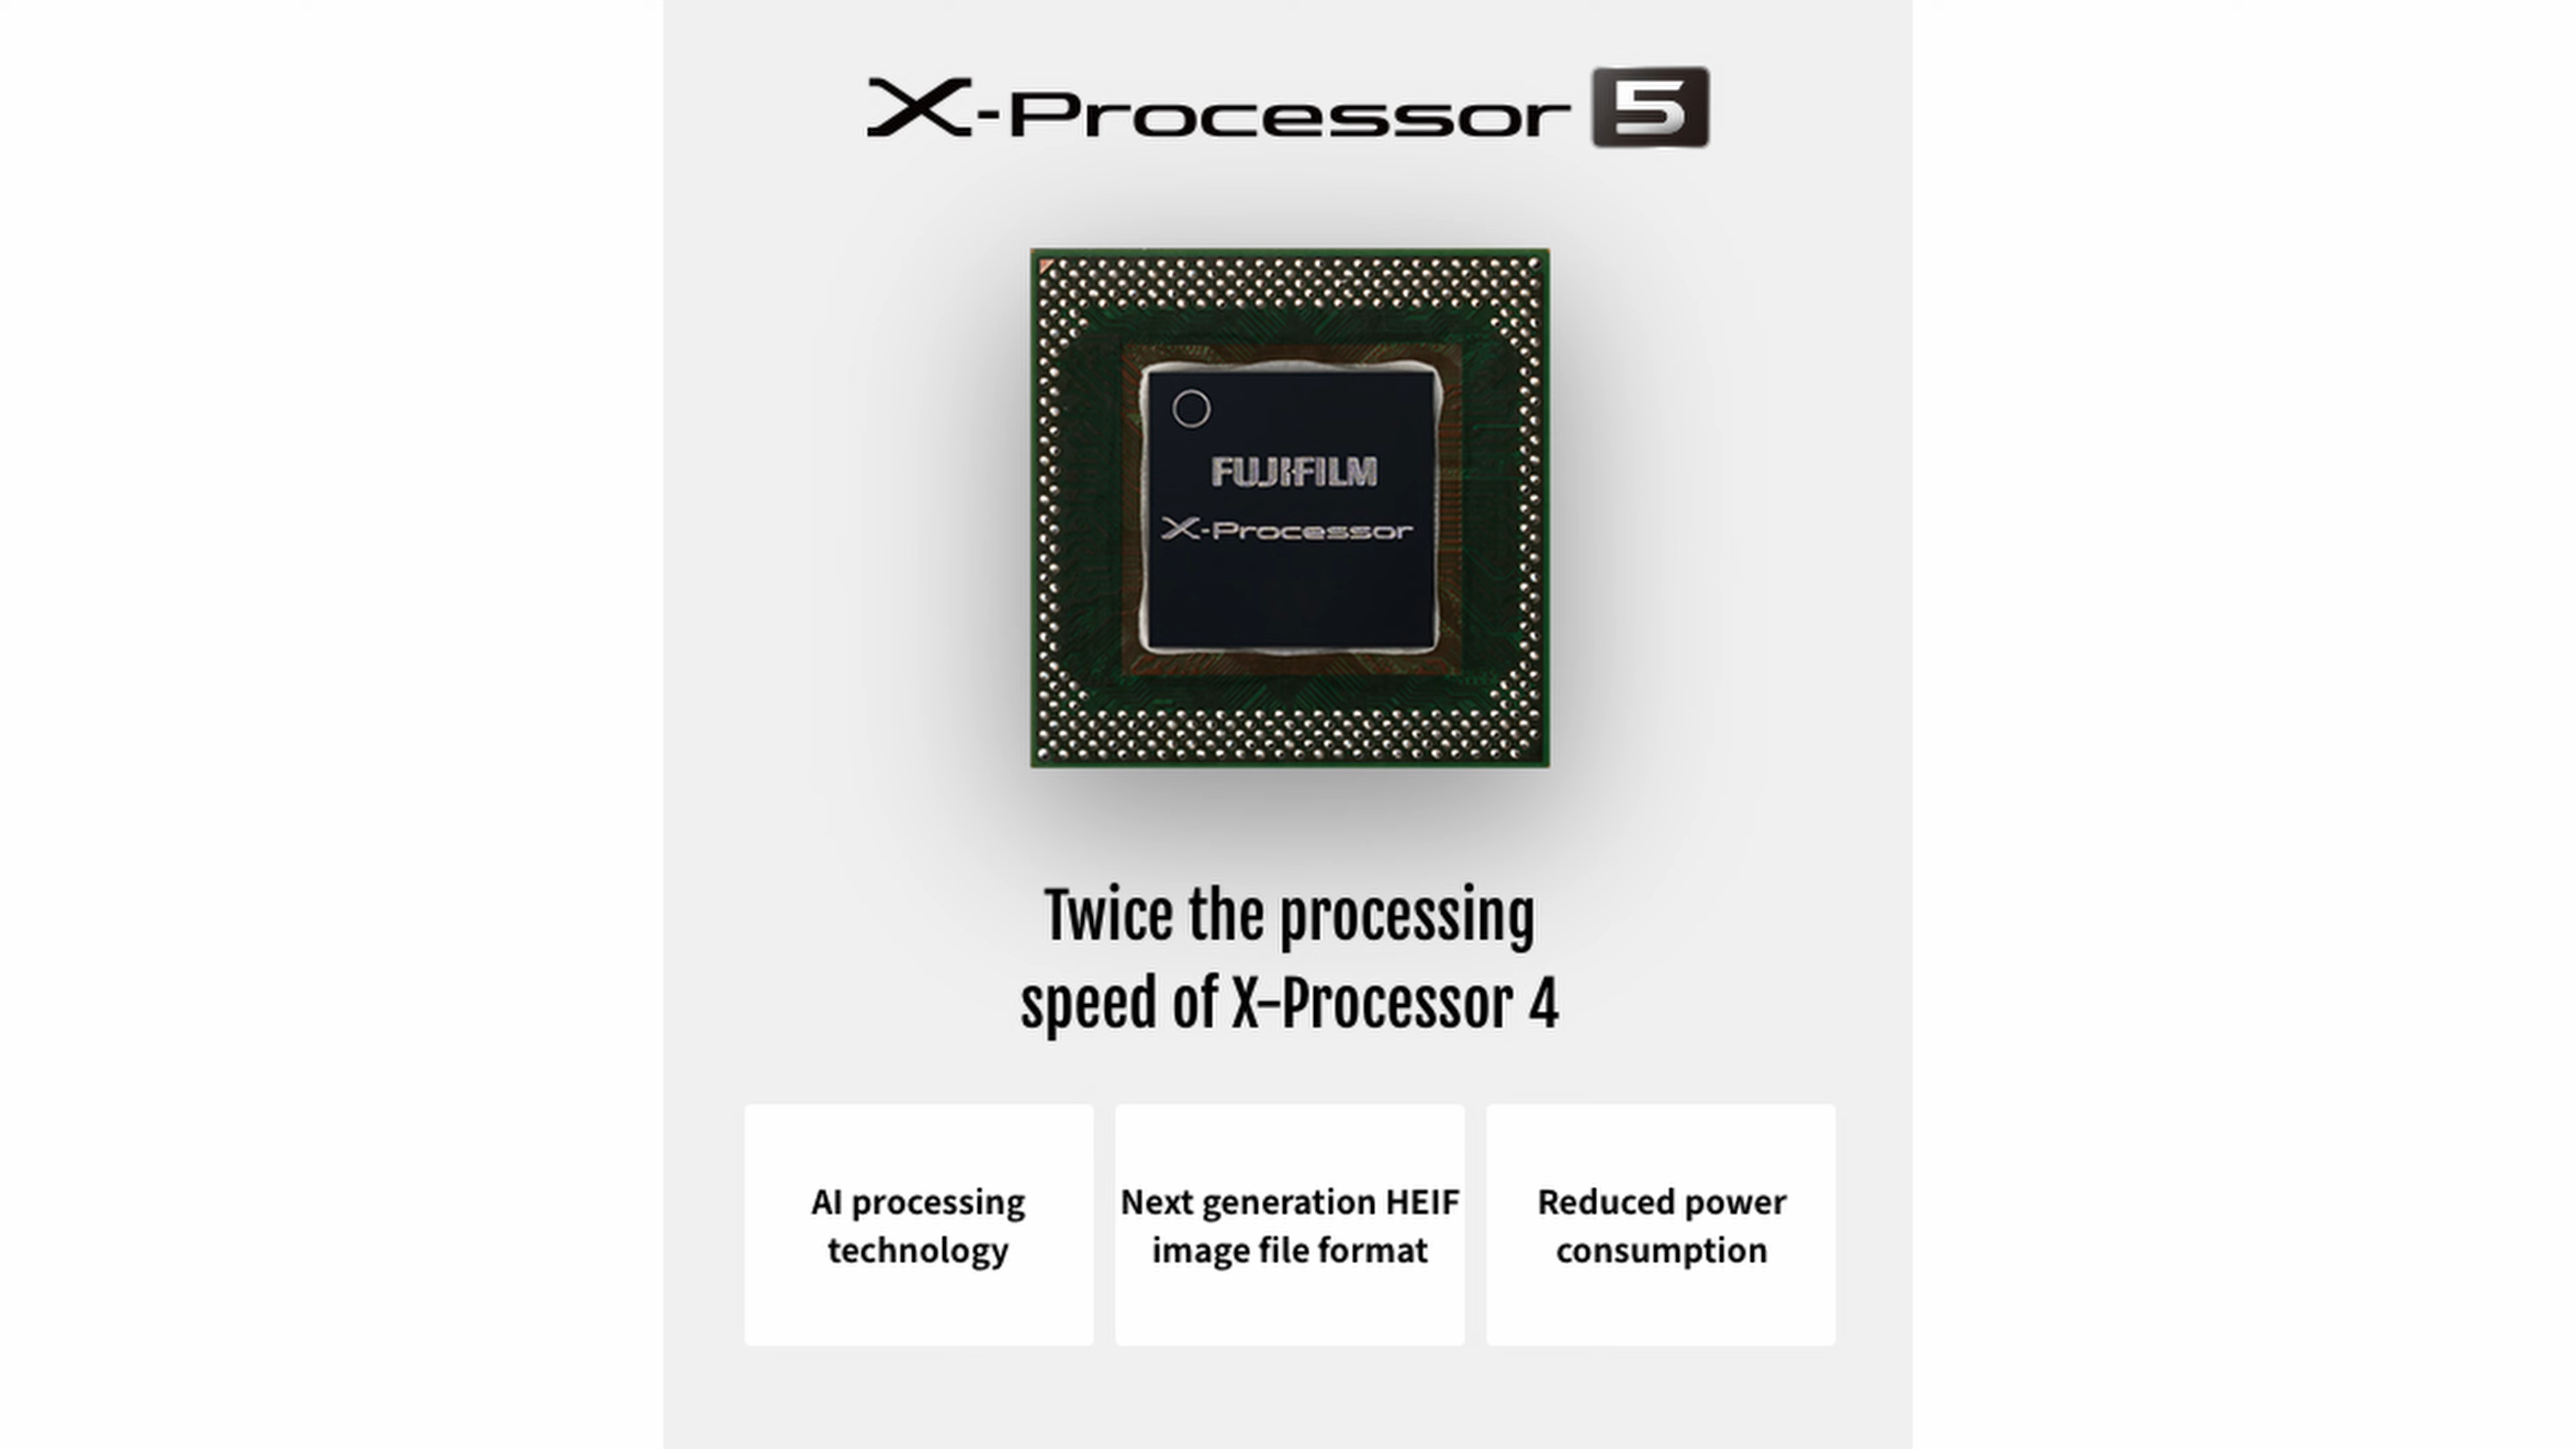 X-Processor 5
FUJIFILM
X-Processor
Twice the processing
speed of X-Processor 4
AI processing
technology
Next generation HEIF
image file format
Reduced power
consumption